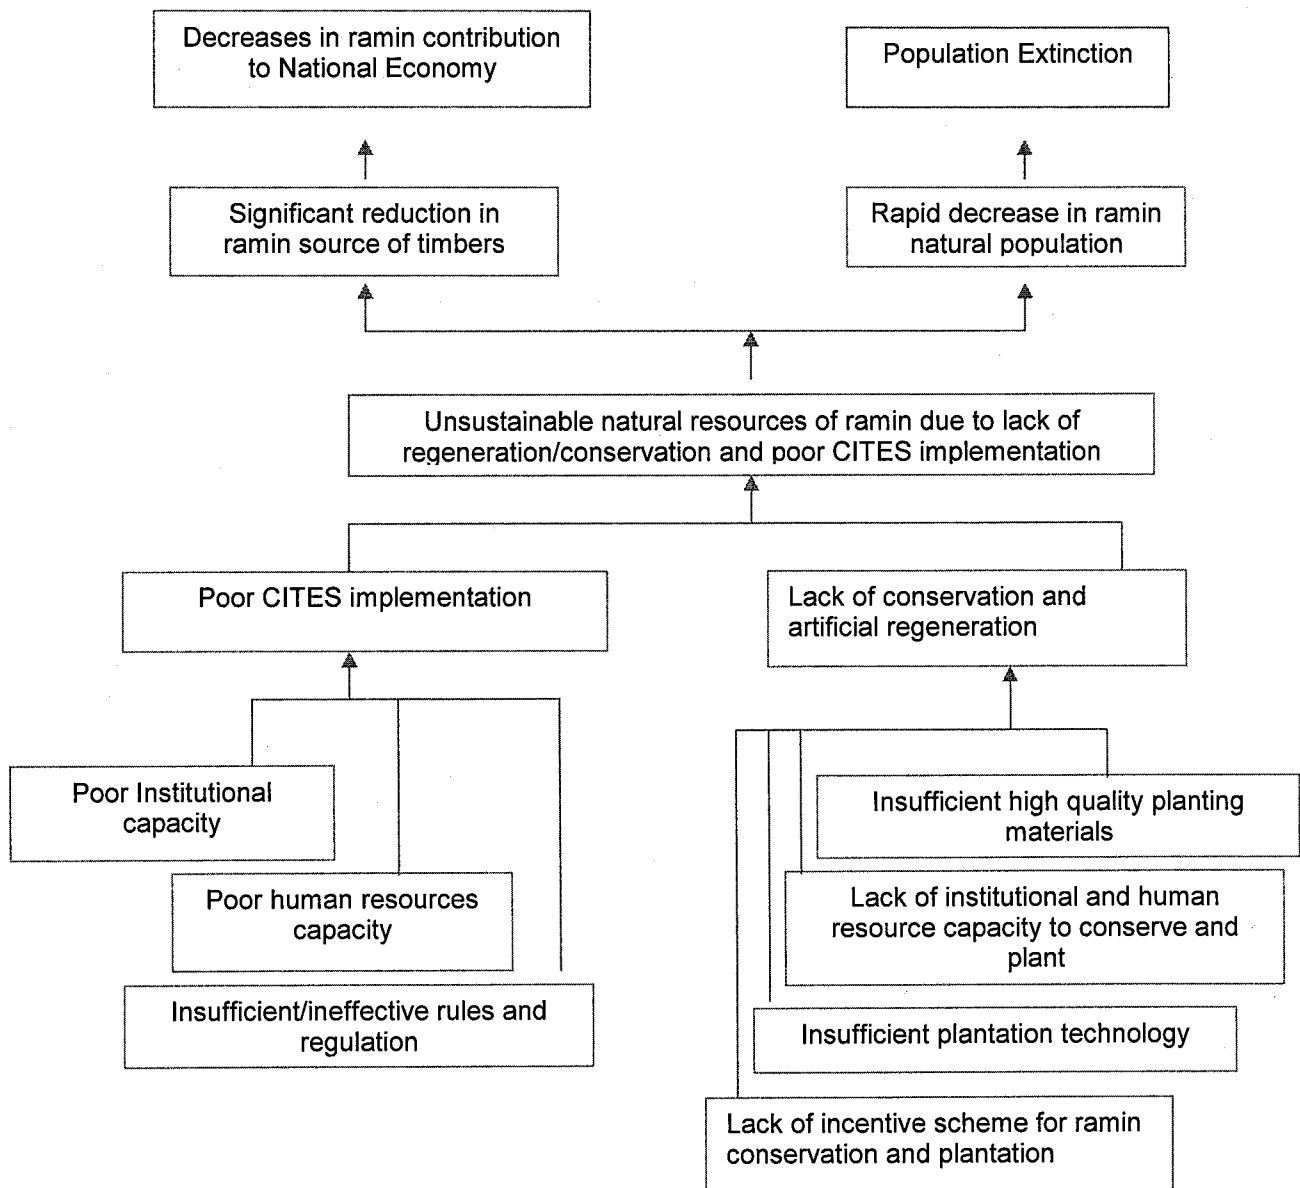 Decreases in ramin contribution
to National Economy
Population Extinction
Significant reduction in
ramin source of timbers
Rapid decrease in ramin
natural population
Unsustainable natural resources of ramin due to lack of
regeneration/conservation and poor CITES implementation
Poor CITES implementation
Lack of conservation and
artificial regeneration
Poor Institutional
capacity
Poor human resources
capacity
Insufficient/ineffective rules and
regulation
Insufficient high quality planting
materials
Lack of institutional and human
resource capacity to conserve and
plant
Insufficient plantation technology
Lack of incentive scheme for ramin
conservation and plantation